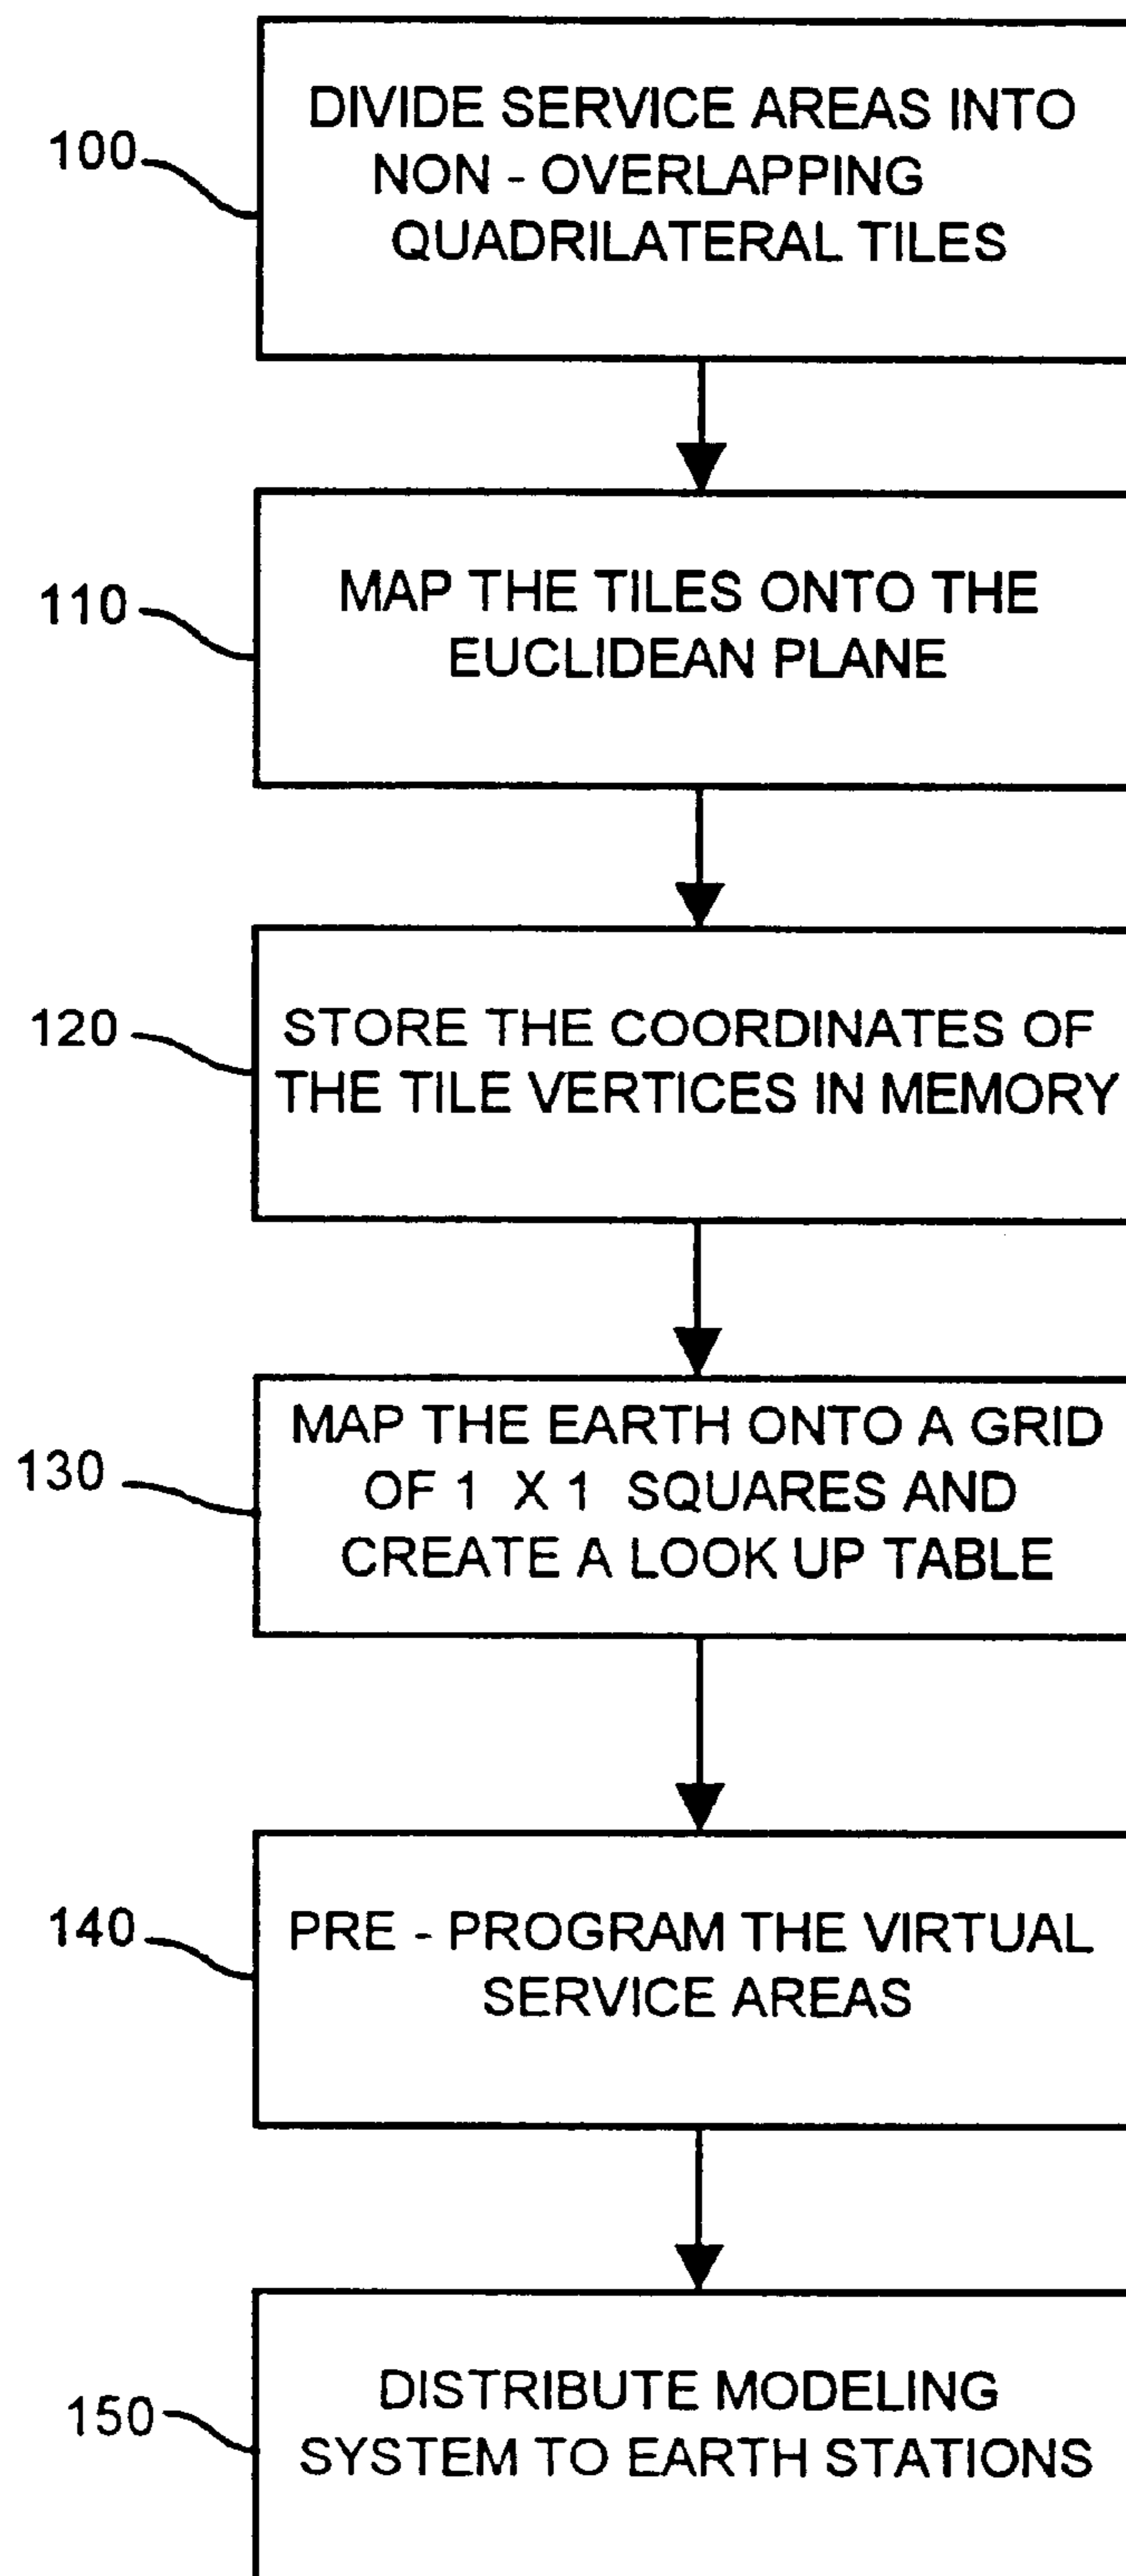 100
DIVIDE SERVICE AREAS INTO
NON - OVERLAPPING
QUADRILATERAL TILES
110
MAP THE TILES ONTO THE
EUCLIDEAN PLANE
120
STORE THE COORDINATES OF
THE TILE VERTICES IN MEMORY
130
MAP THE EARTH ONTO A GRID
OF 1 X 1 SQUARES AND
CREATE A LOOK UP TABLE
140
PRE - PROGRAM THE VIRTUAL
SERVICE AREAS
150
DISTRIBUTE MODELING
SYSTEM TO EARTH STATIONS